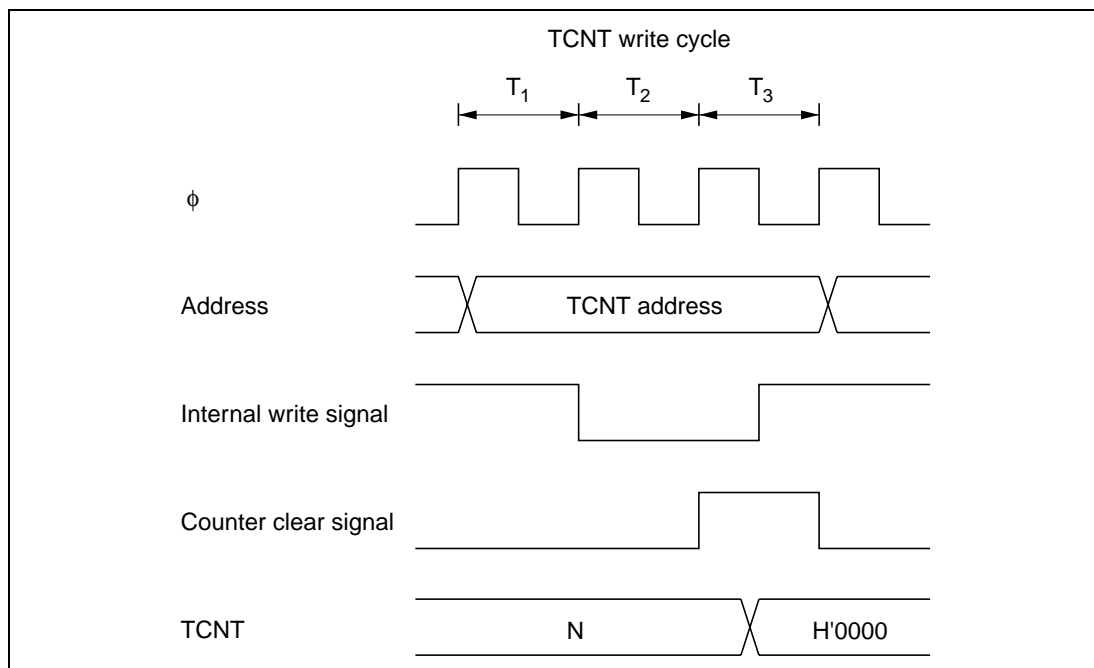 TCNT write cycle
T1 T2 T3
ϕ
Address TCNT address
Internal write signal
Counter clear signal
TCNT N H'0000